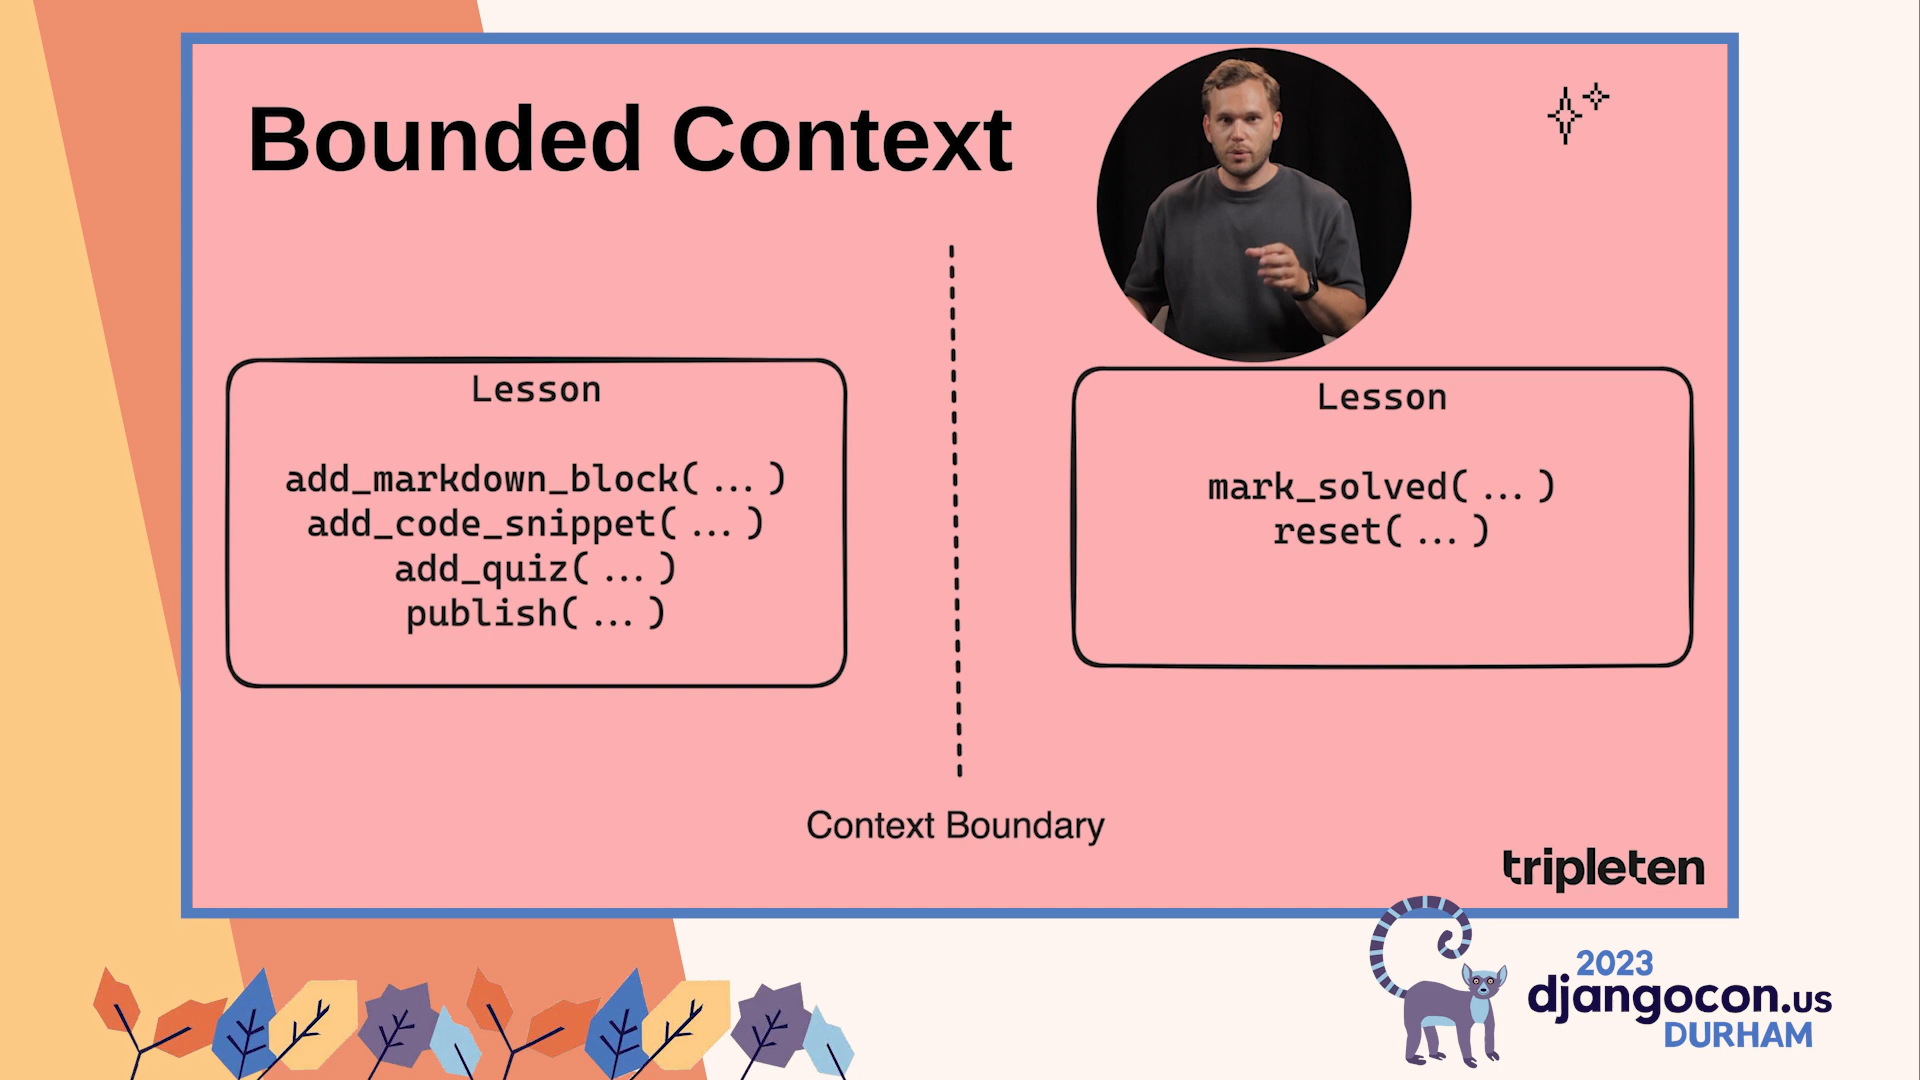 Bounded Context
Lesson
add_markdown_block( ... )
add_code_snippet( ... )
add_quiz( ... )
publish( ... )
Lesson
mark_solved( ... )
reset( ... )
Context Boundary
tripleten
2023
djangocon.us
DURHAM